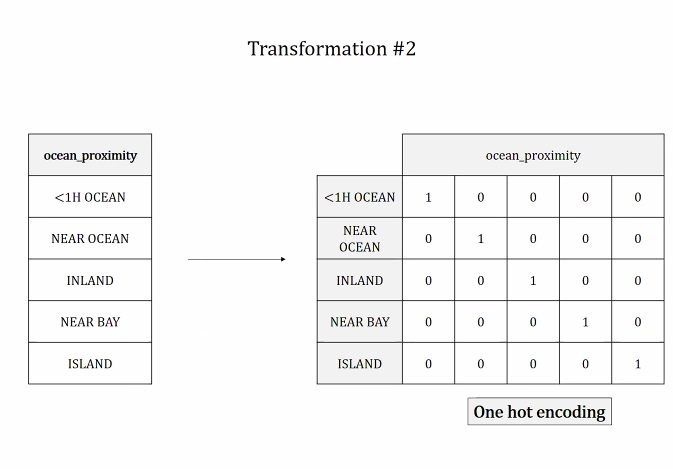 Transformation #2
ocean_proximity
<1H OCEAN
NEAR OCEAN
INLAND
NEAR BAY
ISLAND
ocean_proximity
<1H OCEAN 1 0 0 0 0
NEAR
OCEAN 0 1 0 0 0
INLAND 0 0 1 0 0
NEAR BAY 0 0 0 1 0
ISLAND 0 0 0 0 1
One hot encoding